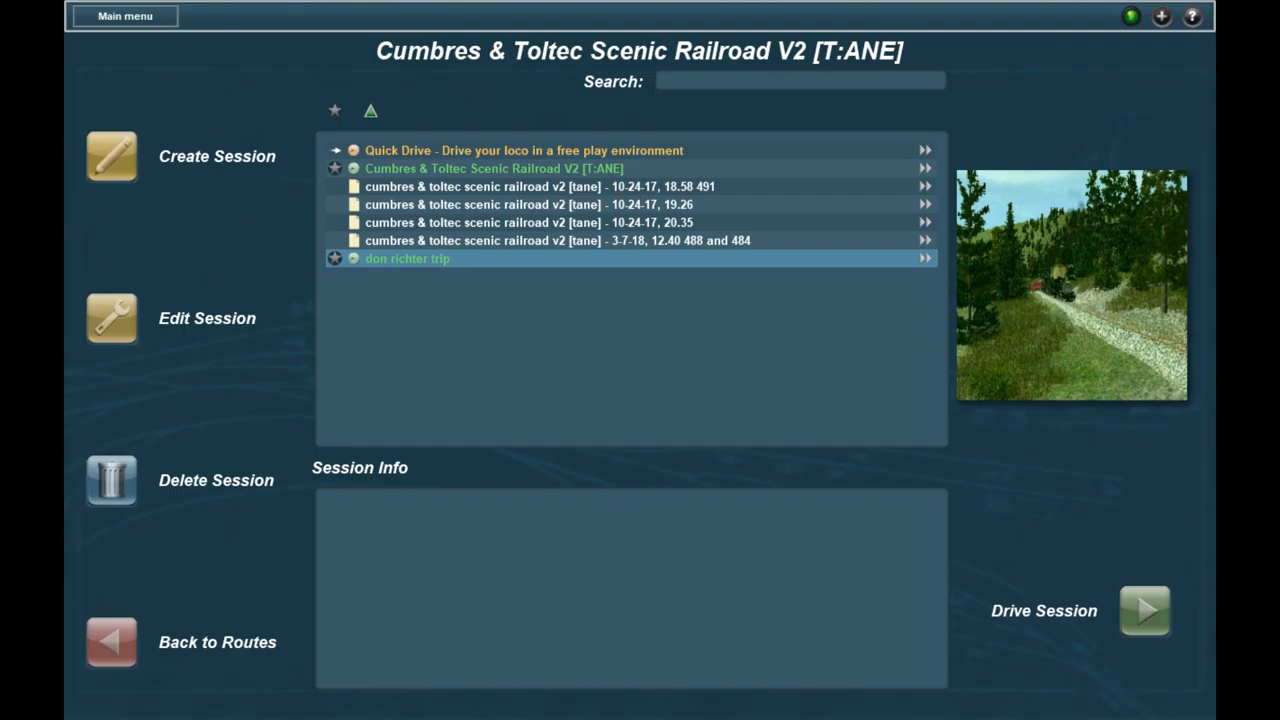 Main menu
?
Cumbres & Toltec Scenic Railroad V2 [T:ANE]
Search:
Create Session
Quick Drive - Drive your loco in a free play environment
Cumbres & Toltec Scenic Railroad V2 [T:ANE]
cumbres & toltec scenic railroad v2 [tane] - 10-24-17, 18.58 491
cumbres & toltec scenic railroad v2 [tane] - 10-24-17, 19.26
cumbres & toltec scenic railroad v2 [tane] - 10-24-17, 20.35
cumbres & toltec scenic railroad v2 [tane] - 3-7-18, 12.40 488 and 484
don richter trip
Edit Session
Session Info
Delete Session
Drive Session
Back to Routes